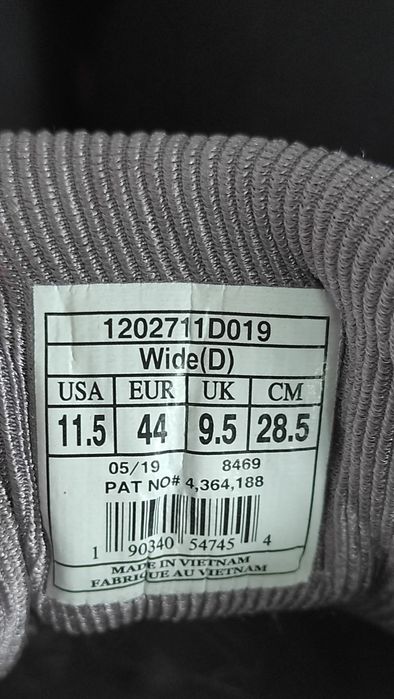 1202711D019
Wide(D)
USA EUR UK CM
11.5 44 9.5 28.5
05/19 8469
PAT NO# 4,364,188
1 90340 54745 4
MADE IN VIETNAM
FABRIQUE AU VIETNAM